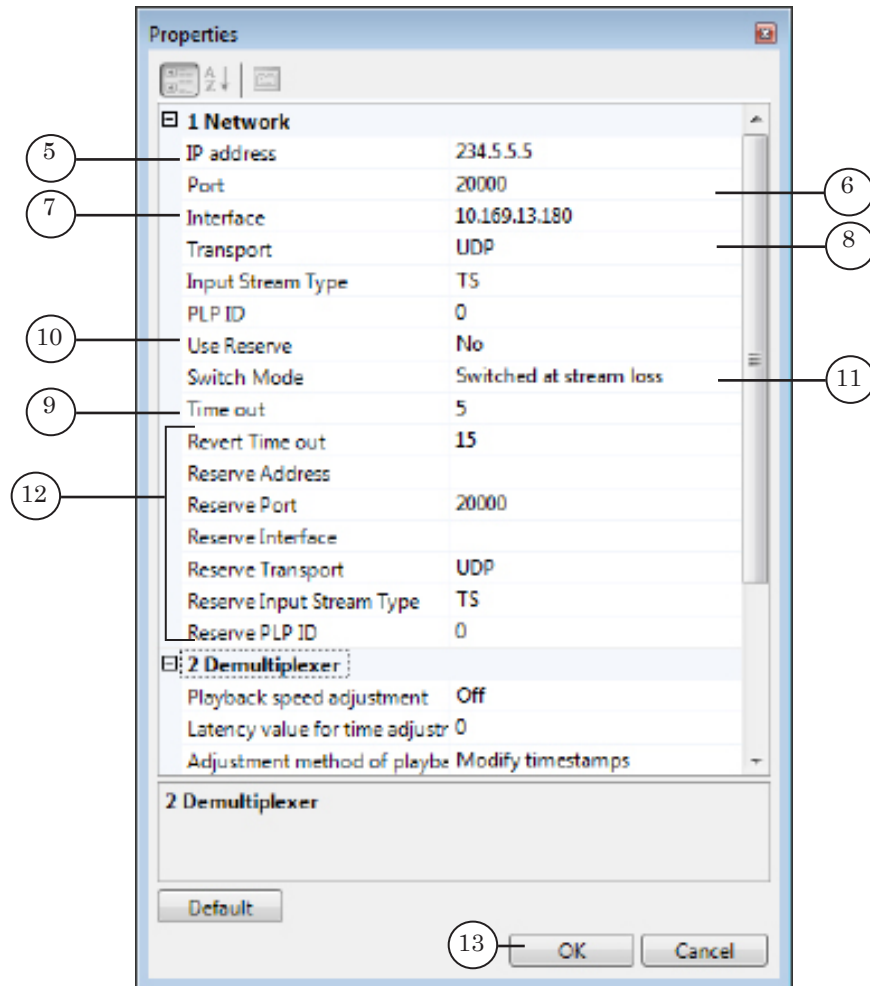 Properties
1 Network
5 IP address 234.5.5.5
Port 20000 6
7 Interface 10.169.13.180
Transport UDP 8
Input Stream Type TS
PLP ID 0
10 Use Reserve No
Switch Mode Switched at stream loss 11
9 Time out 5
Revert Time out 15
Reserve Address
12 Reserve Port 20000
Reserve Interface
Reserve Transport UDP
Reserve Input Stream Type TS
Reserve PLP ID 0
2 Demultiplexer
Playback speed adjustment Off
Latency value for time adjustr 0
Adjustment method of playba Modify timestamps
2 Demultiplexer
Default
13 OK Cancel